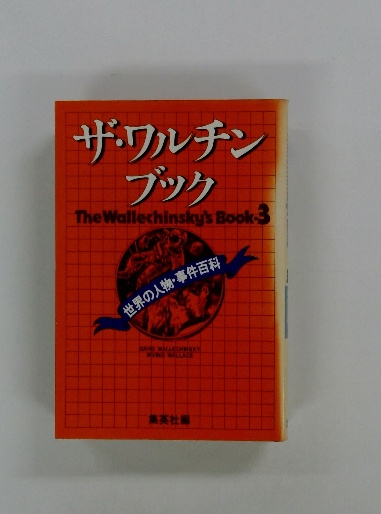 ザ・ワルチン
ブック
The Wallechinsky's Book・3
世界の人物・事件百科
DAVID WALLECHINSKY
IRVING WALLACE
集英社版